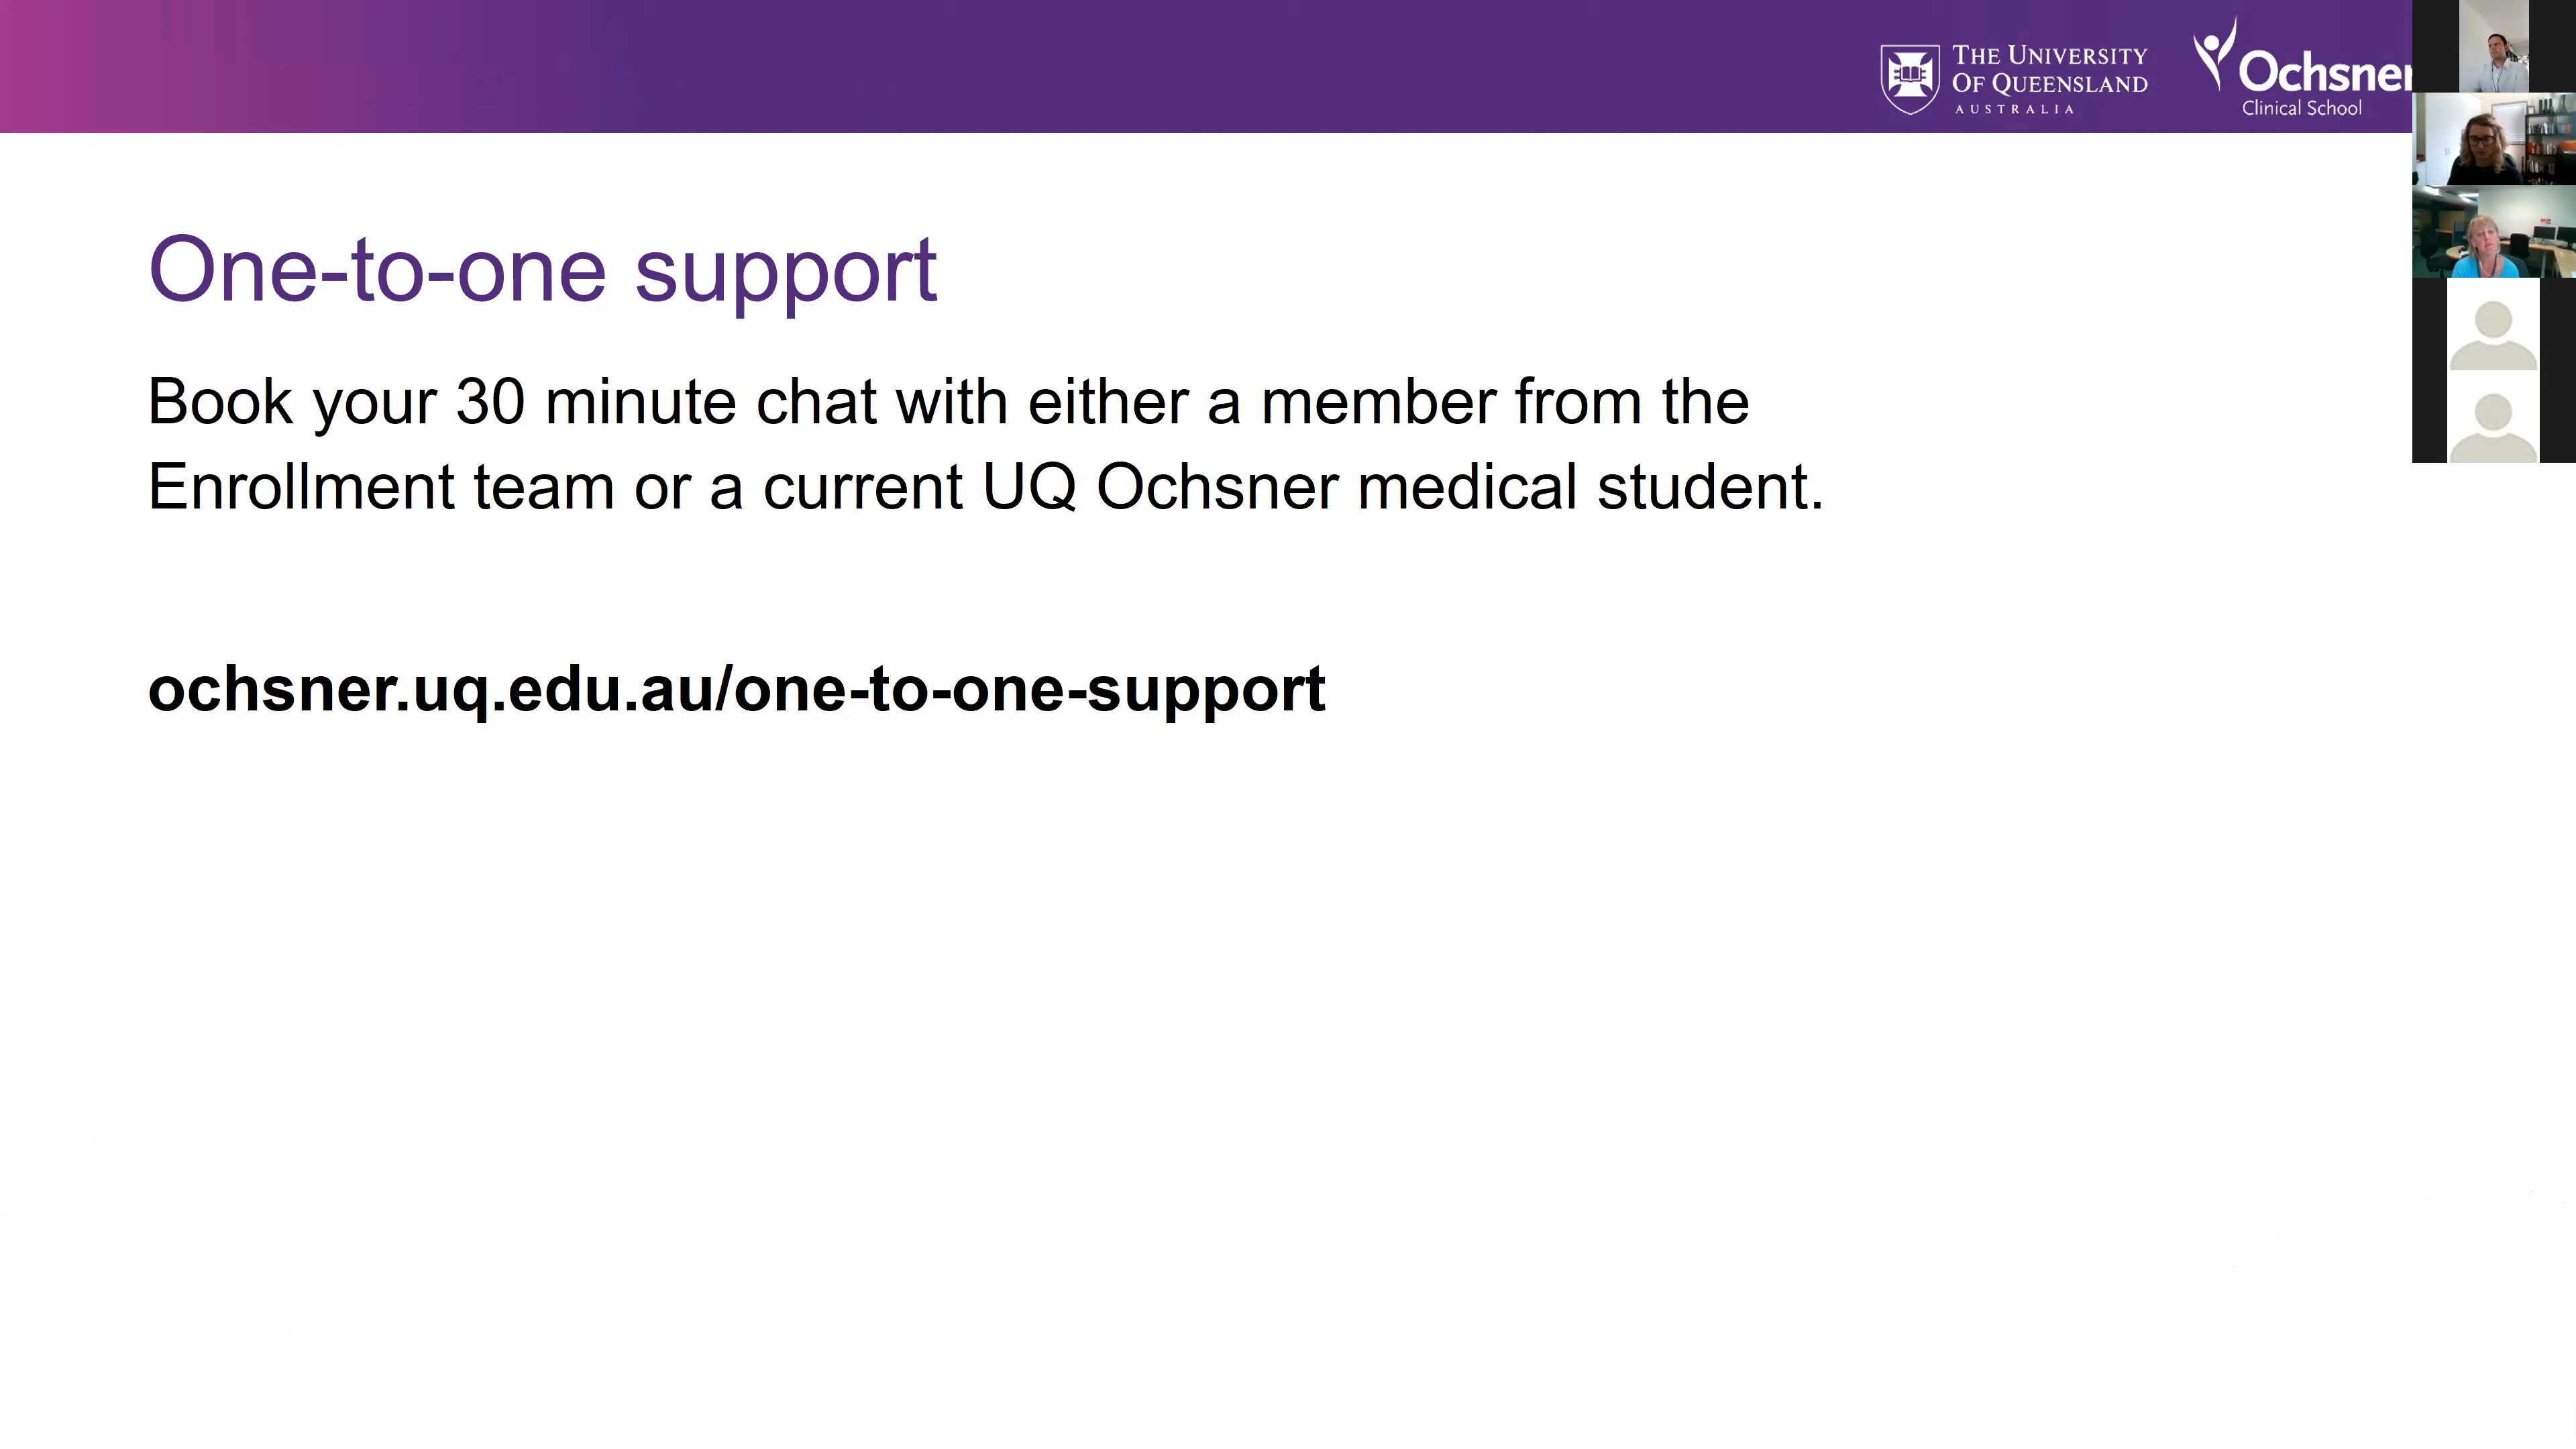 THE UNIVERSITY
OF QUEENSLAND
AUSTRALIA
Ochsner
Clinical School
One-to-one support
Book your 30 minute chat with either a member from the
Enrollment team or a current UQ Ochsner medical student.
ochsner.uq.edu.au/one-to-one-support